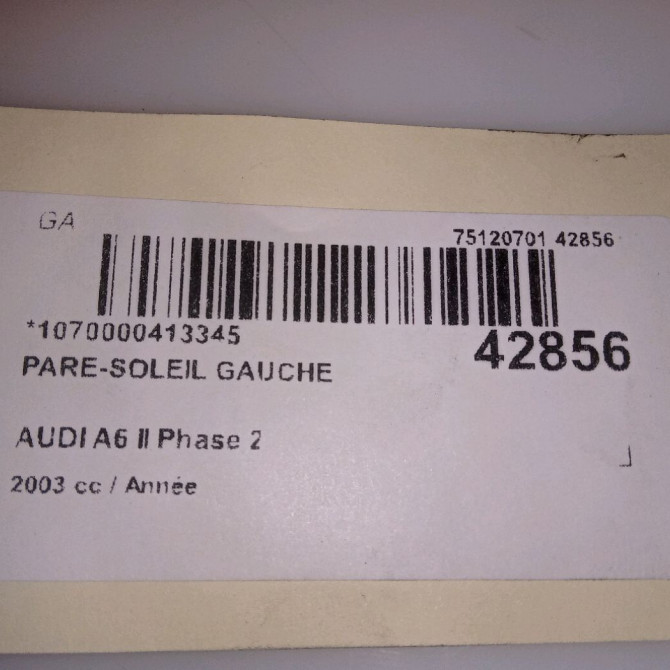 GA
75120701 42856
*1070000413345
42856
PARE-SOLEIL GAUCHE
AUDI A6 II Phase 2
2003 cc / Année